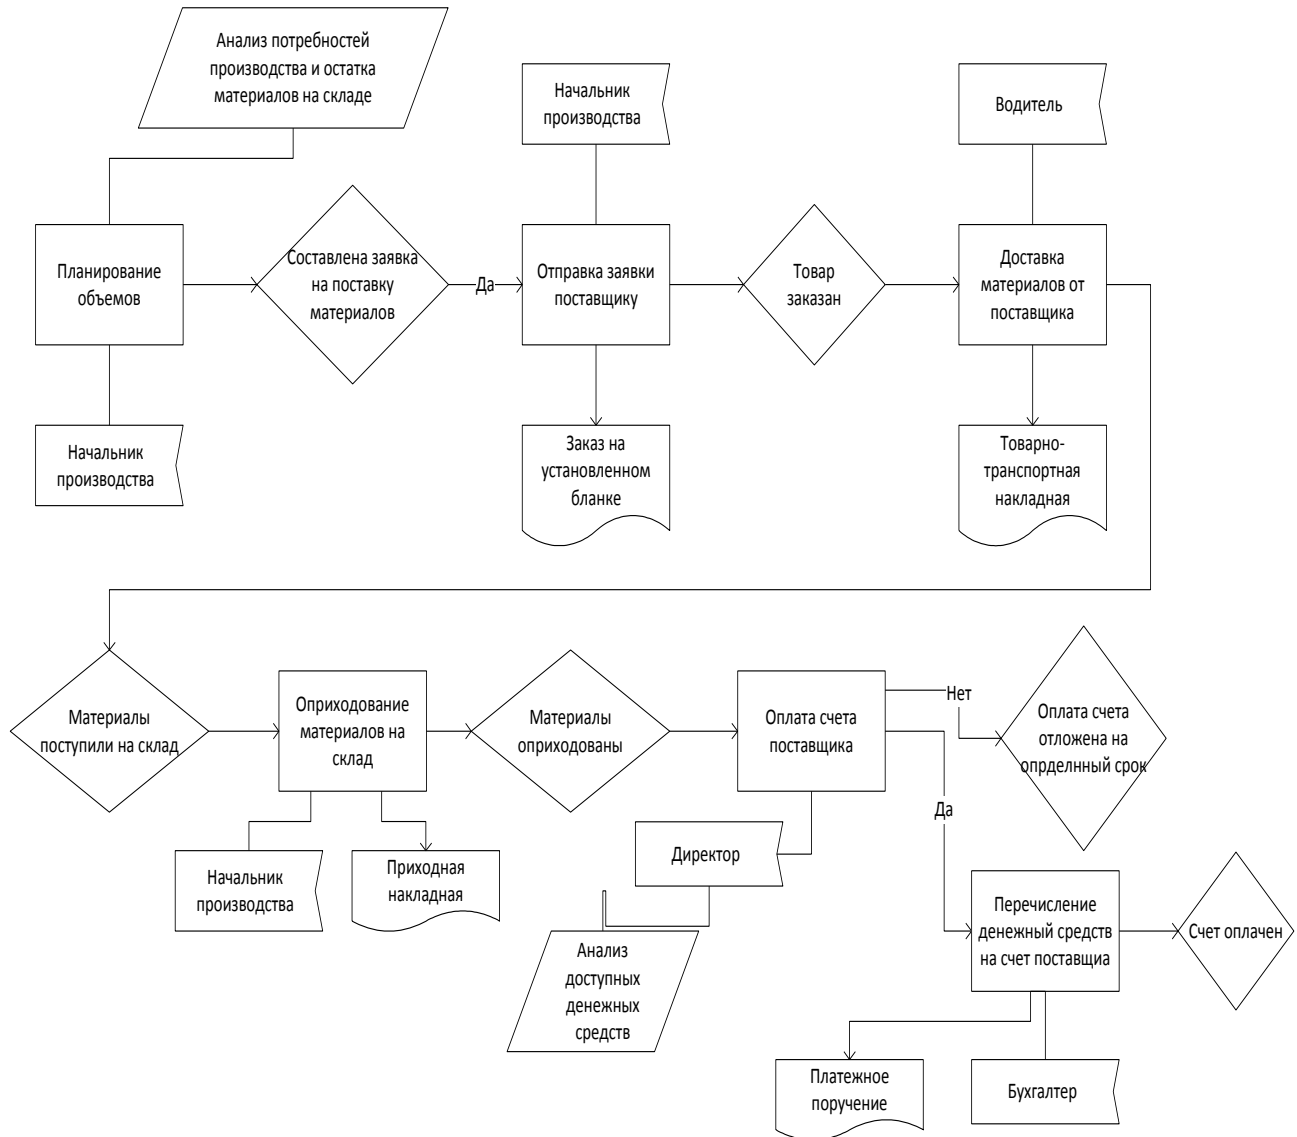 Анализ потребностей
производства и остатка
материалов на складе
Начальник
производства
Водитель
Планирование
объемов
Составлена заявка
на поставку
материалов
Да
Отправка заявки
поставщику
Товар
заказан
Доставка
материалов от
поставщика
Начальник
производства
Заказ на
установленном
бланке
Товарно-
транспортная
накладная
Материалы
поступили на склад
Оприходование
материалов на
склад
Материалы
оприходованы
Оплата счета
поставщика
Нет
Оплата счета
отложена на
опрделнный срок
Да
Начальник
производства
Приходная
накладная
Директор
Анализ
доступных
денежных
средств
Перечисление
денежный средств
на счет поставщиа
Счет оплачен
Платежное
поручение
Бухгалтер